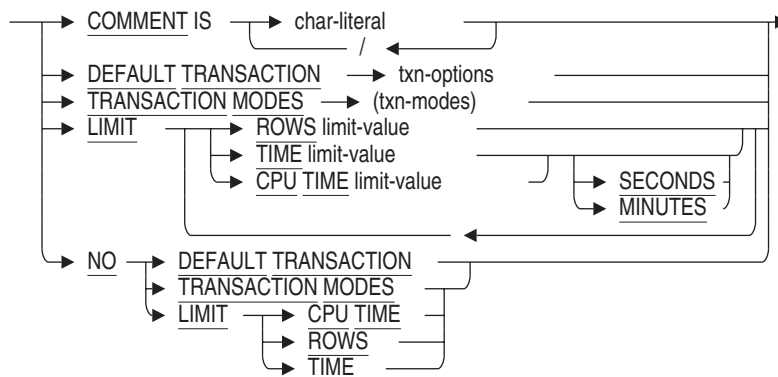 COMMENT IS char-literal
/
DEFAULT TRANSACTION txn-options
TRANSACTION MODES (txn-modes)
LIMIT ROWS limit-value
TIME limit-value
CPU TIME limit-value SECONDS
MINUTES
NO DEFAULT TRANSACTION
TRANSACTION MODES
LIMIT CPU TIME
ROWS
TIME